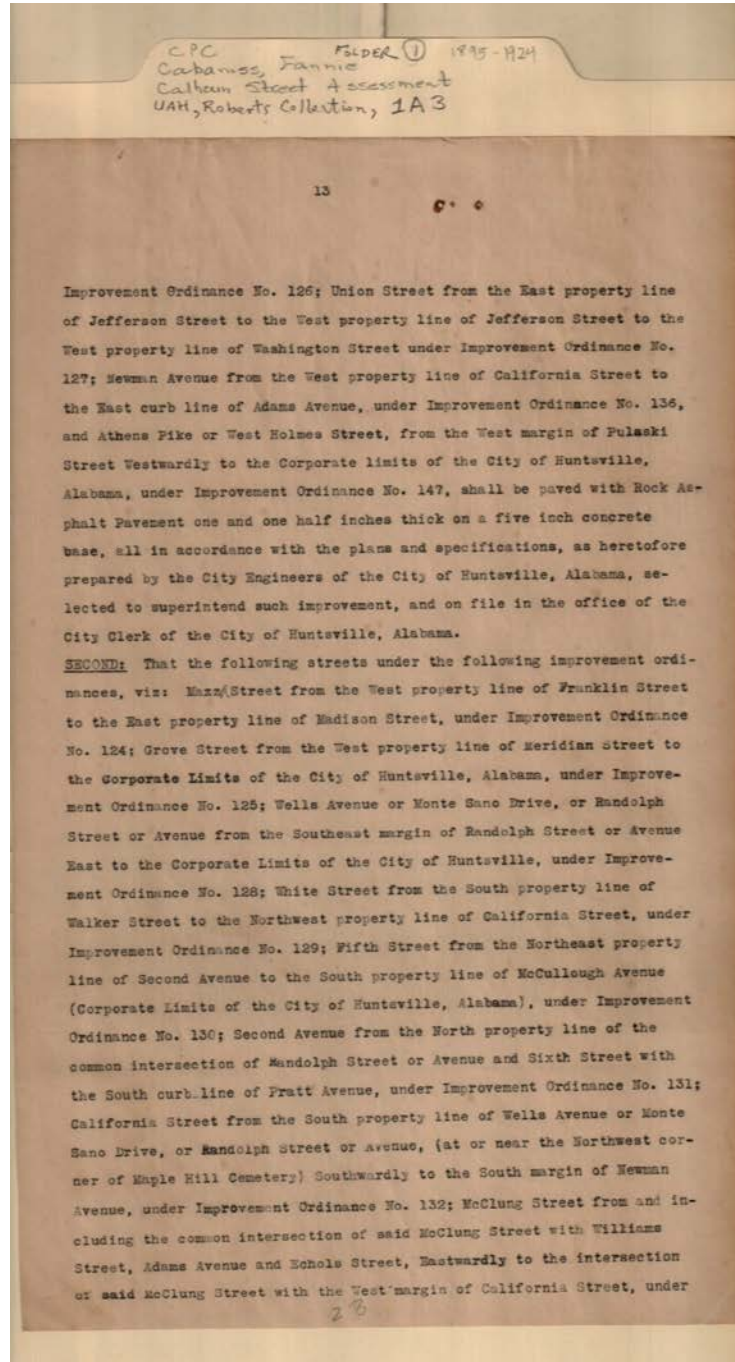 CPC FOLDER 1 1895-1924
Cabaniss, Fannie
Calhoun Street Assessment
UAH, Roberts Collection, 1A3
13
Improvement Ordinance No. 126; Union Street from the East property line
of Jefferson Street to the West property line of Jefferson Street to the
West property line of Washington Street under Improvement Ordinance No.
127; Newman Avenue from the West property line of California Street to
the East curb line of Adams Avenue, under Improvement Ordinance No. 136,
and Athens Pike or West Holmes Street, from the West margin of Pulaski
Street Westwardly to the Corporate limits of the City of Huntsville,
Alabama, under Improvement Ordinance No. 147, shall be paved with Rock As-
phalt Pavement one and one half inches thick on a five inch concrete
base, all in accordance with the plans and specifications, as heretofore
prepared by the City Engineers of the City of Huntsville, Alabama, se-
lected to superintend such improvement, and on file in the office of the
City Clerk of the City of Huntsville, Alabama.
SECOND: That the following streets under the following improvement ordi-
nances, viz: Street from the West property line of Franklin Street
to the East property line of Madison Street, under Improvement Ordinance
No. 124; Grove Street from the West property line of Meridian Street to
the Corporate Limits of the City of Huntsville, Alabama, under Improve-
ment Ordinance No. 125; Wells Avenue or Monte Sano Drive, or Randolph
Street or Avenue from the Southeast margin of Randolph Street or Avenue
East to the Corporate Limits of the City of Huntsville, under Improve-
ment Ordinance No. 128; White Street from the South property line of
Walker Street to the Northwest property line of California Street, under
Improvement Ordinance No. 129; Fifth Street from the Northeast property
line of Second Avenue to the South property line of McCullough Avenue
(Corporate Limits of the City of Huntsville, Alabama), under Improvement
Ordinance No. 130; Second Avenue from the North property line of the
common intersection of Randolph Street or Avenue and Sixth Street with
the South curb line of Pratt Avenue, under Improvement Ordinance No. 131;
California Street from the South property line of Wells Avenue or Monte
Sano Drive, or Randolph Street or Avenue, (at or near the Northwest cor-
ner of Maple Hill Cemetery) Southwardly to the South margin of Newman
Avenue, under Improvement Ordinance No. 132; McClung Street from and in-
cluding the common intersection of said McClung Street with Williams
Street, Adams Avenue and Echols Street, Eastwardly to the intersection
of said McClung Street with the West margin of California Street, under
28